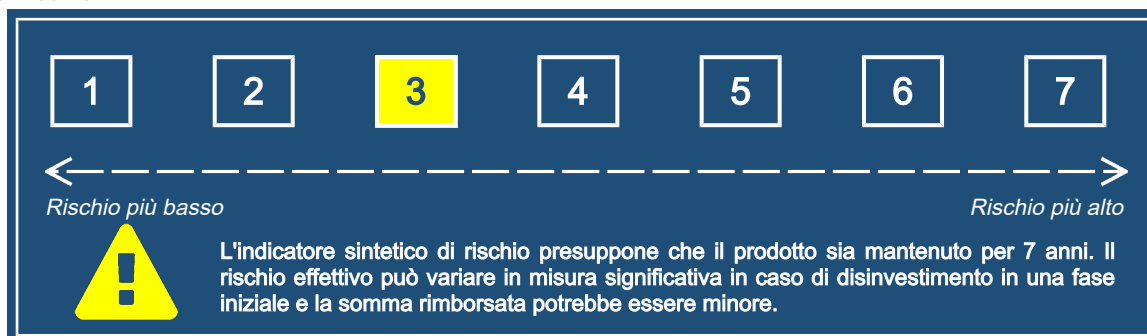 1 2 3 4 5 6 7
Rischio più basso Rischio più alto
L'indicatore sintetico di rischio presuppone che il prodotto sia mantenuto per 7 anni. Il
rischio effettivo può variare in misura significativa in caso di disinvestimento in una fase
iniziale e la somma rimborsata potrebbe essere minore.